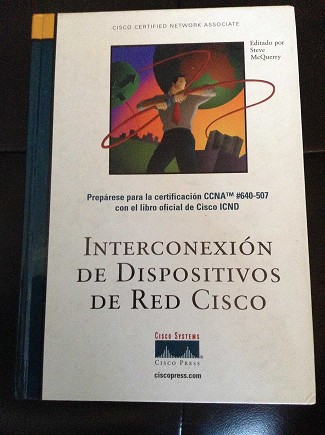 CISCO CERTIFIED NETWORK ASSOCIATE
Editado por
Steve
McQuerry
Prepárese para la certificación CCNA™ #640-507
con el libro oficial de Cisco ICND
INTERCONEXIÓN
DE DISPOSITIVOS
DE RED CISCO
CISCO SYSTEMS
CISCO PRESS
ciscopress.com